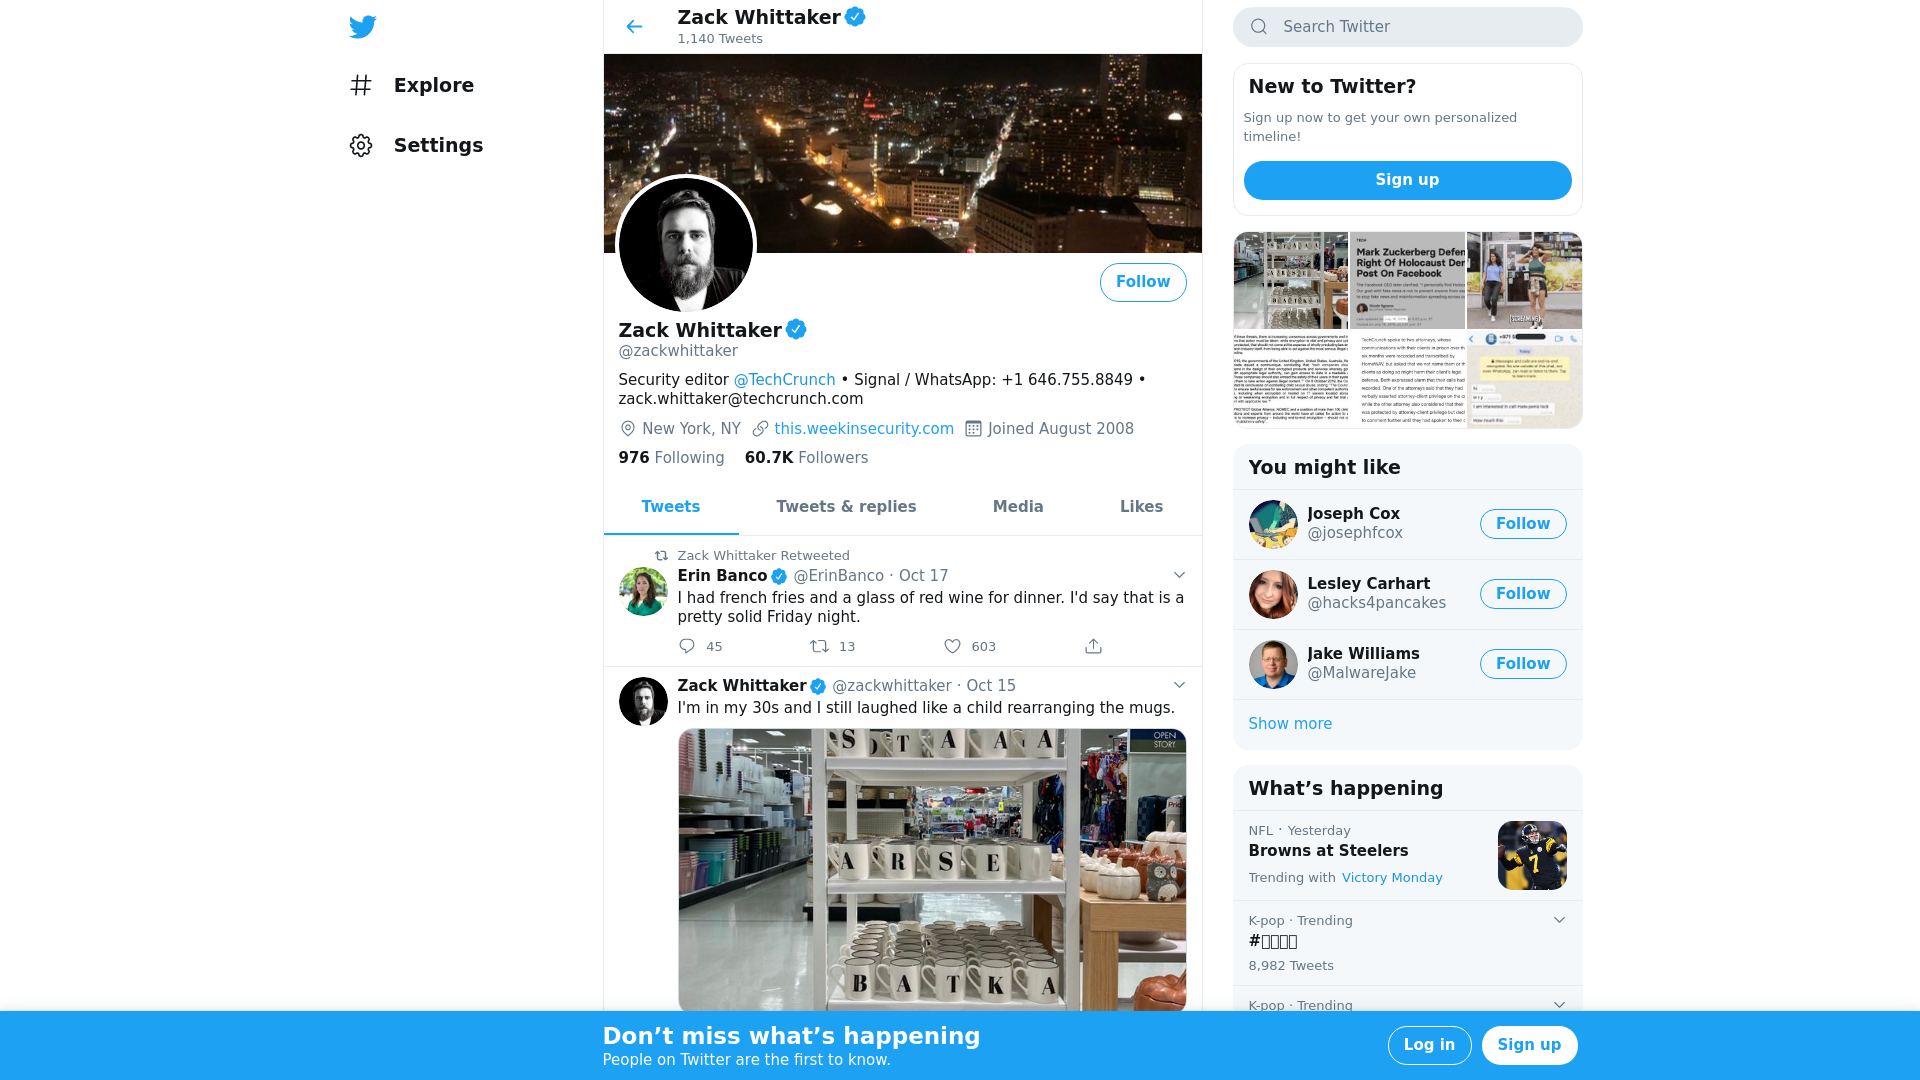 Explore
Settings
Zack Whittaker
1,140 Tweets
Follow
Zack Whittaker
@zackwhittaker
Security editor @TechCrunch • Signal / WhatsApp: +1 646.755.8849 •
zack.whittaker@techcrunch.com
New York, NY this.weekinsecurity.com Joined August 2008
976 Following 60.7K Followers
Tweets Tweets & replies Media Likes
Zack Whittaker Retweeted
Erin Banco @ErinBanco · Oct 17
I had french fries and a glass of red wine for dinner. I'd say that is a
pretty solid Friday night.
45 13 603
Zack Whittaker @zackwhittaker · Oct 15
I'm in my 30s and I still laughed like a child rearranging the mugs.
OPEN
STORY
A R S E
B A T K A
Search Twitter
New to Twitter?
Sign up now to get your own personalized
timeline!
Sign up
TECH
Mark Zuckerberg Defen
Right Of Holocaust Den
Post On Facebook
You might like
Joseph Cox
@josephfcox
Follow
Lesley Carhart
@hacks4pancakes
Follow
Jake Williams
@MalwareJake
Follow
Show more
What’s happening
NFL · Yesterday
Browns at Steelers
Trending with Victory Monday
K-pop · Trending
8,982 Tweets
K-pop · Trending
Don’t miss what’s happening
People on Twitter are the first to know.
Log in
Sign up